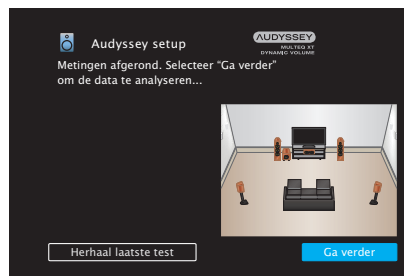 Audyssey setup
AUDYSSEY
MULTEQ XT
DYNAMIC VOLUME
Metingen afgerond. Selecteer “Ga verder”
om de data te analyseren...
Herhaal laatste test
Ga verder